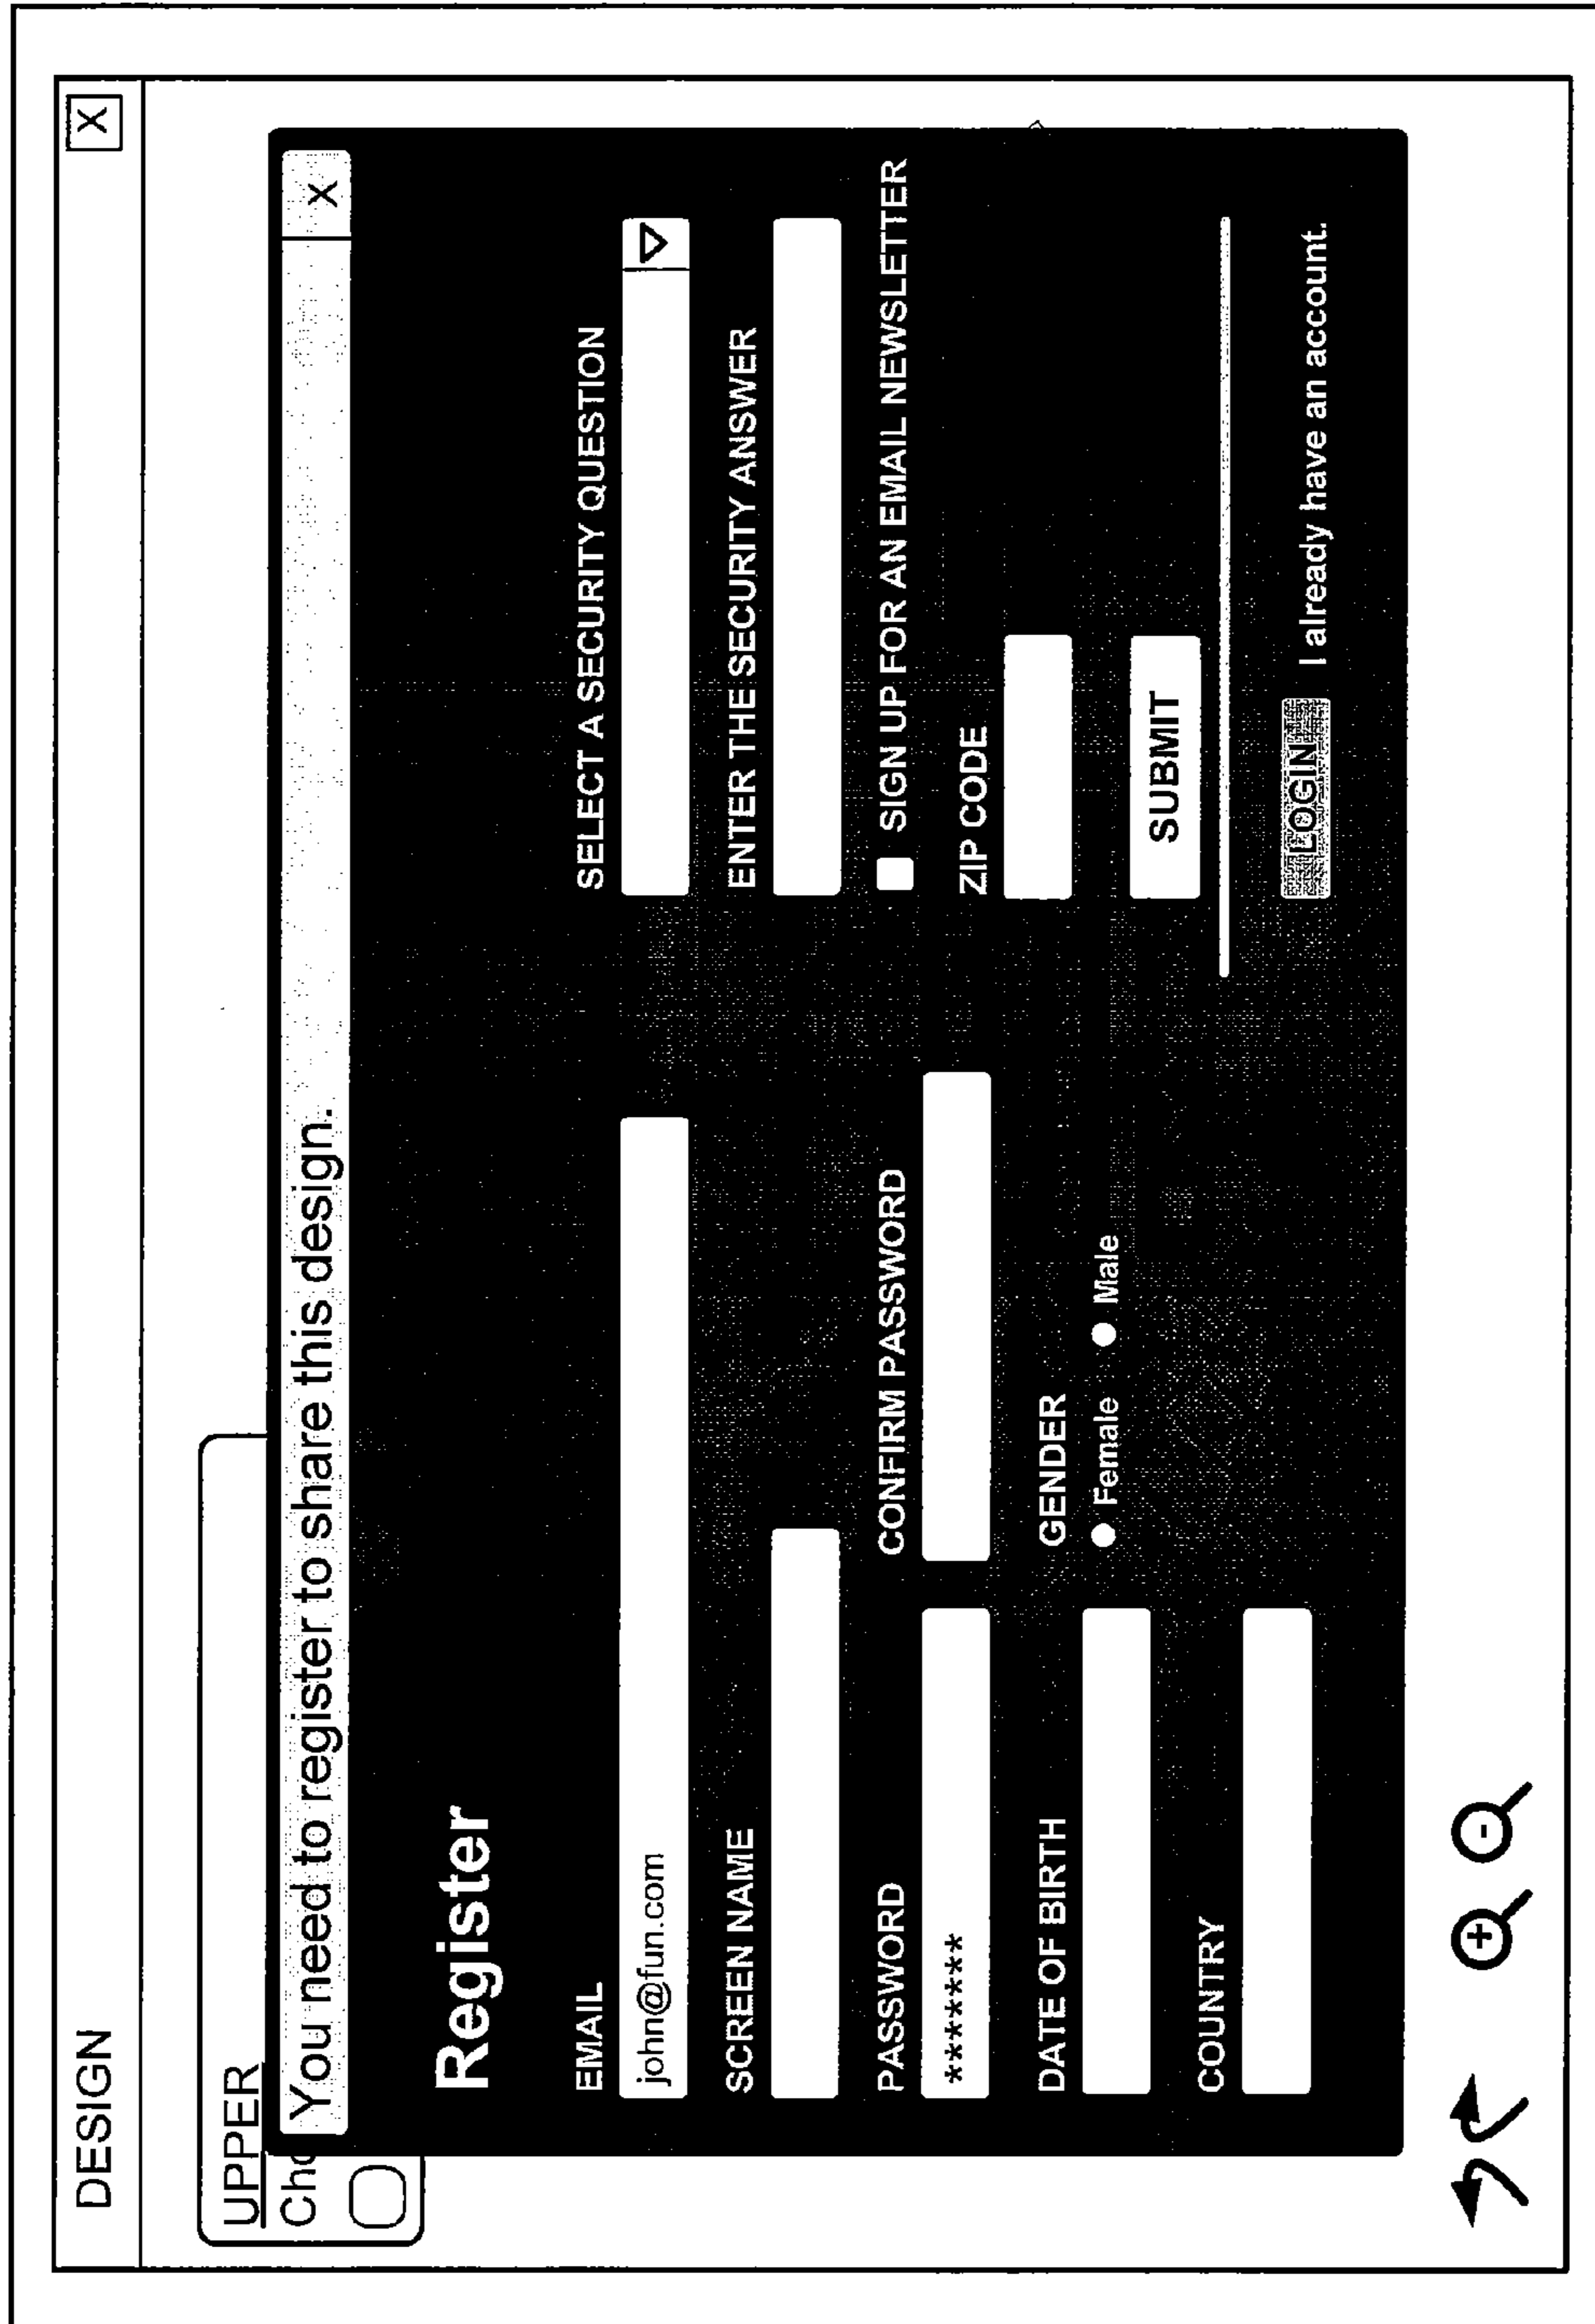 DESIGN X
UPPER
Cho
You need to register to share this design. X
Register
EMAIL
john@fun.com
SCREEN NAME
PASSWORD
*******
CONFIRM PASSWORD
DATE OF BIRTH
GENDER
Female Male
COUNTRY
SELECT A SECURITY QUESTION
ENTER THE SECURITY ANSWER
SIGN UP FOR AN EMAIL NEWSLETTER
ZIP CODE
SUBMIT
LOGIN I already have an account.